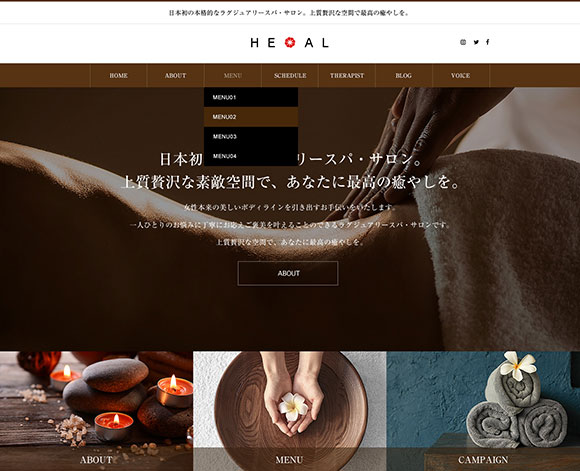 日本初の本格的なラグジュアリースパ・サロン。上質贅沢な空間で最高の癒やしを。
HE AL
HOME ABOUT MENU SCHEDULE THERAPIST BLOG VOICE
MENU01
MENU02
MENU03
MENU04
日本初 リースパ・サロン。
上質贅沢な素敵空間で、あなたに最高の癒やしを。
女性本来の美しいボディラインを引き出すお手伝いをいたします。
一人ひとりのお悩みに丁寧にお応えご褒美を叶えることのできるラグジュアリースパ・サロンです。
上質贅沢な空間で、あなたに最高の癒やしを。
ABOUT
ABOUT MENU CAMPAIGN